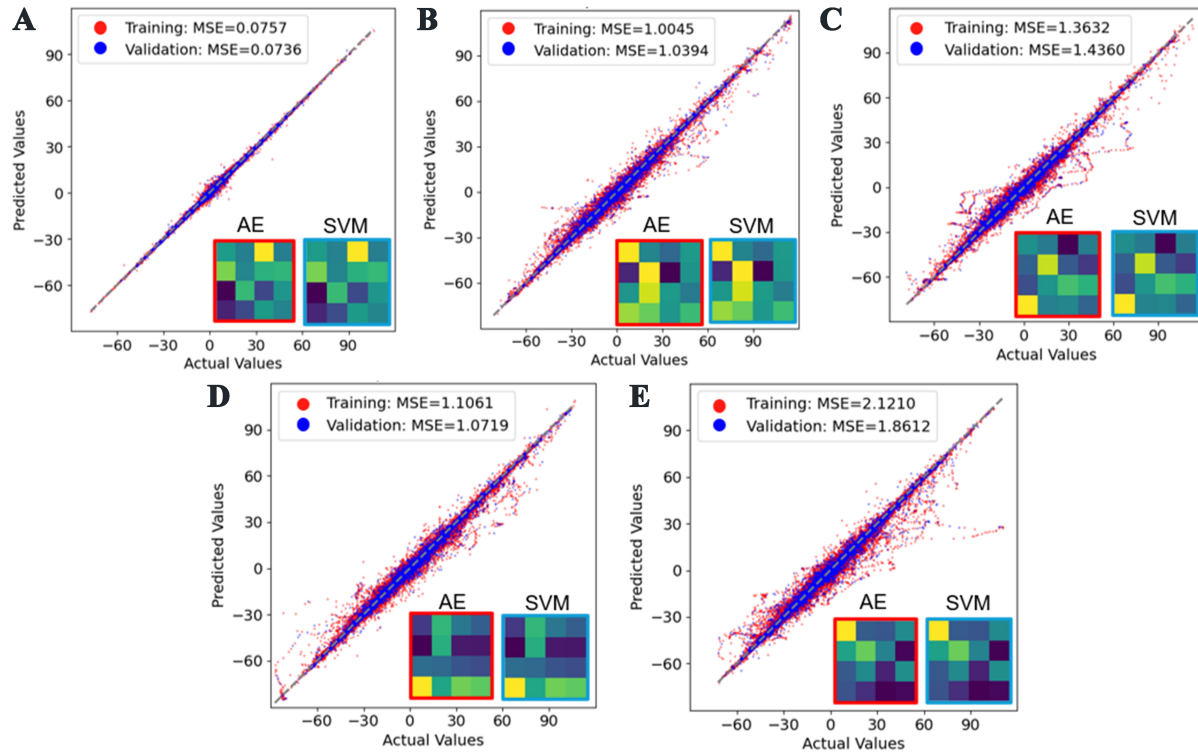 A
Training: MSE=0.0757
Validation: MSE=0.0736
Predicted Values
90
60
30
0
−30
−60
AE
SVM
−60 −30 0 30 60 90
Actual Values
B
Training: MSE=1.0045
Validation: MSE=1.0394
Predicted Values
90
60
30
0
−30
−60
AE
SVM
−60 −30 0 30 60 90
Actual Values
C
Training: MSE=1.3632
Validation: MSE=1.4360
Predicted Values
90
60
30
0
−30
−60
AE
SVM
−60 −30 0 30 60 90
Actual Values
D
Training: MSE=1.1061
Validation: MSE=1.0719
Predicted Values
90
60
30
0
−30
−60
AE
SVM
−60 −30 0 30 60 90
Actual Values
E
Training: MSE=2.1210
Validation: MSE=1.8612
Predicted Values
90
60
30
0
−30
−60
AE
SVM
−60 −30 0 30 60 90
Actual Values